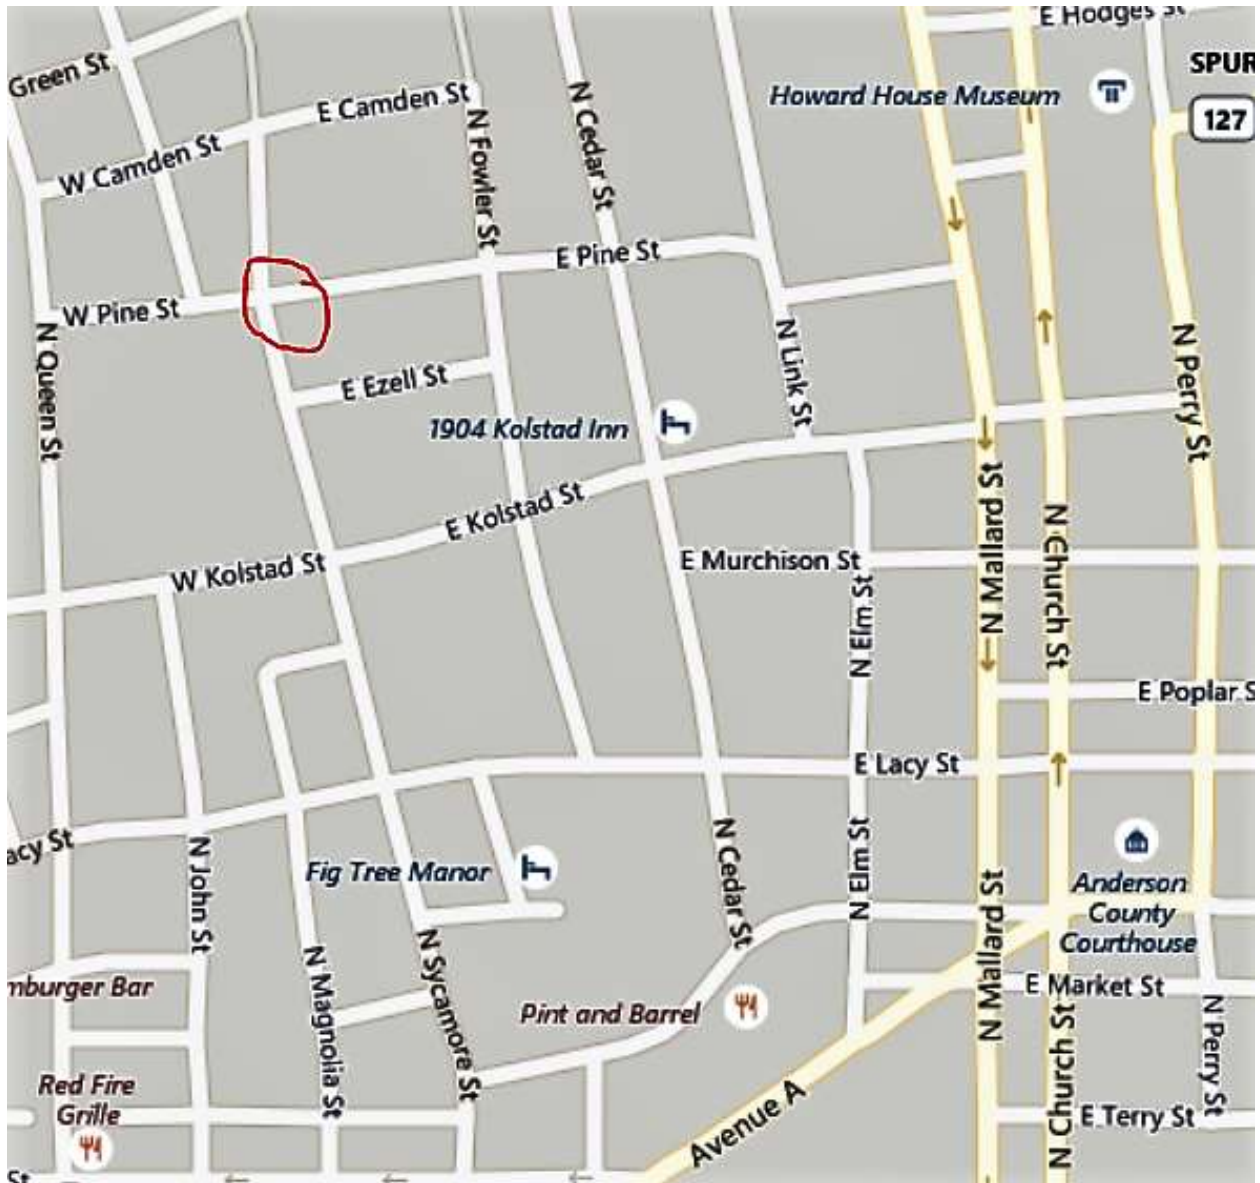 E Hodges St
SPUR
Green St
Howard House Museum
127
E Camden St
N Cedar St
N Fowler St
W Camden St
E Pine St
W Pine St
N Queen St
N Link St
N Perry St
E Ezell St
1904 Kolstad Inn
E Kolstad St
N Mallard St
N Church St
W Kolstad St
E Murchison St
N Elm St
E Poplar S
E Lacy St
acy St
N John St
Fig Tree Manor
N Cedar St
N Elm St
N Mallard St
Anderson
County
Courthouse
N Magnolia St
N Sycamore St
mburger Bar
Pint and Barrel
E Market St
N Perry St
N Church St
Red Fire
Grille
Avenue A
E Terry St
St